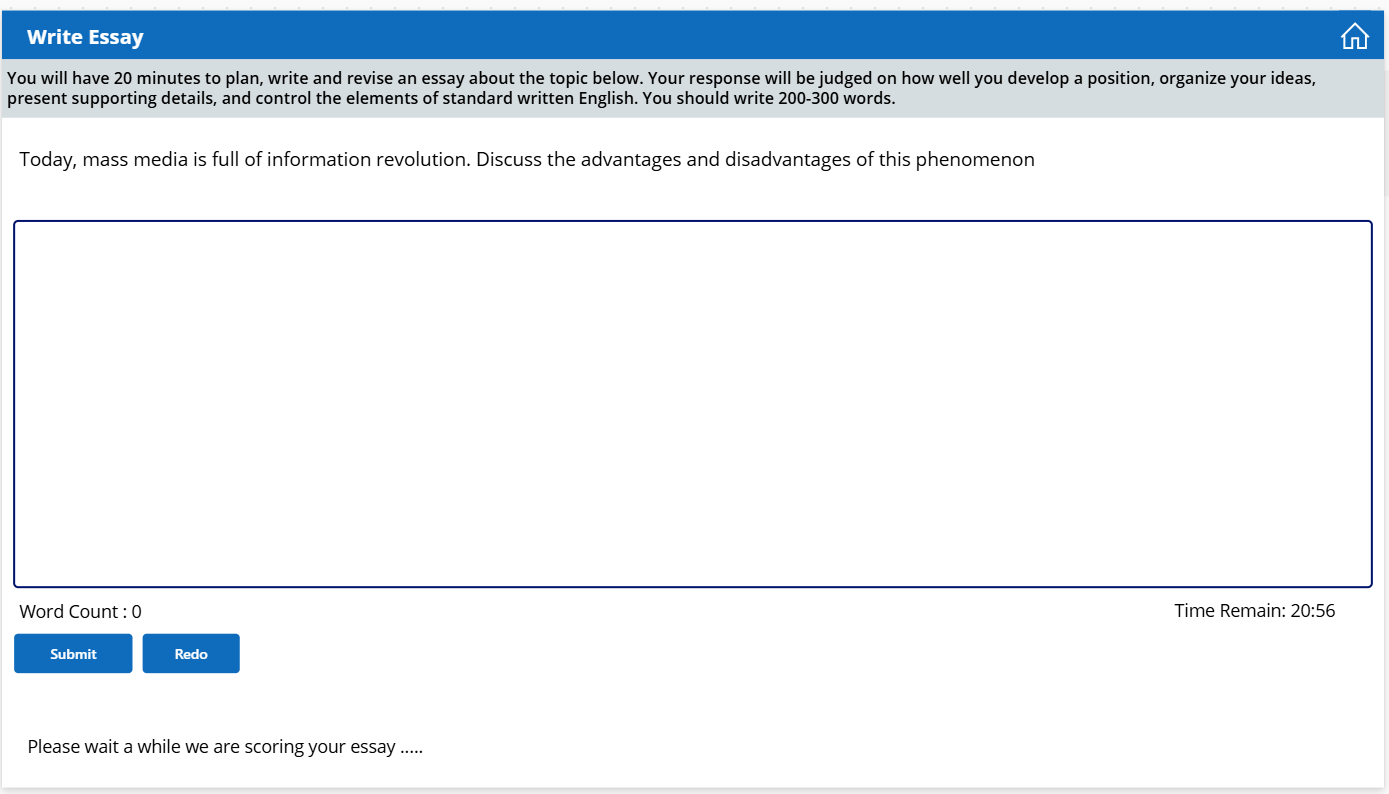 Write Essay
You will have 20 minutes to plan, write and revise an essay about the topic below. Your response will be judged on how well you develop a position, organize your ideas,
present supporting details, and control the elements of standard written English. You should write 200-300 words.
Today, mass media is full of information revolution. Discuss the advantages and disadvantages of this phenomenon
Word Count : 0
Time Remain: 20:56
Submit
Redo
Please wait a while we are scoring your essay .....